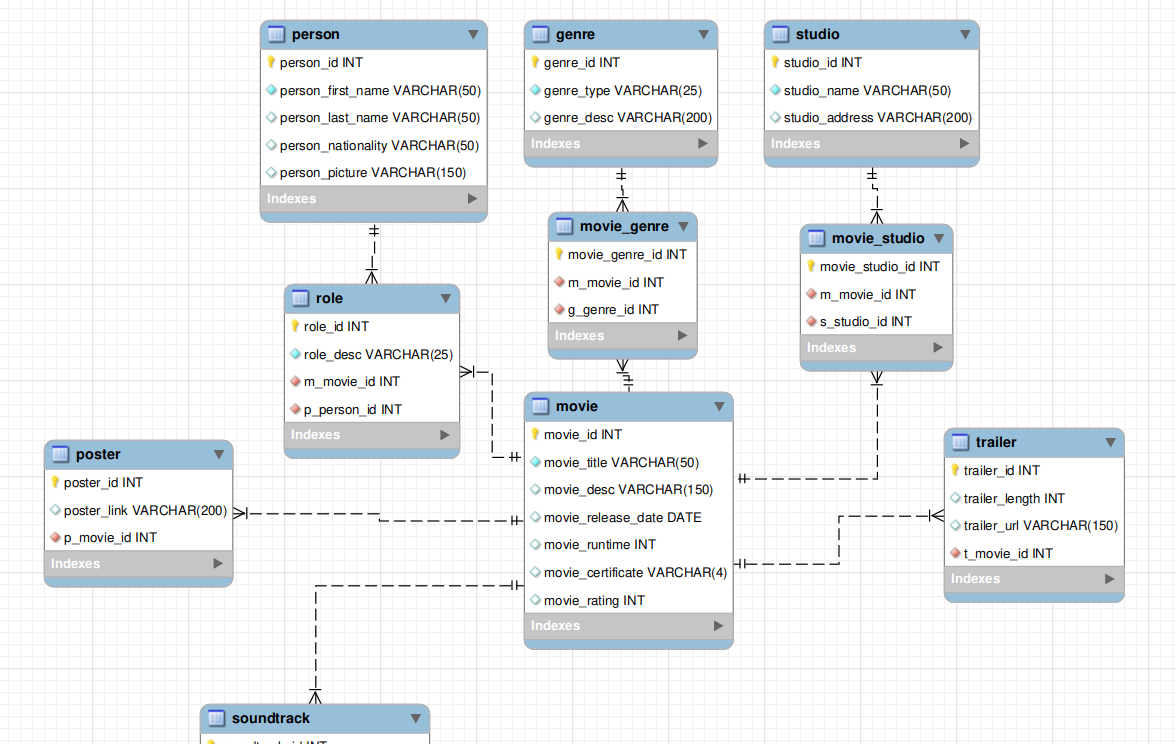 person
person_id INT
person_first_name VARCHAR(50)
person_last_name VARCHAR(50)
person_nationality VARCHAR(50)
person_picture VARCHAR(150)
Indexes
genre
genre_id INT
genre_type VARCHAR(25)
genre_desc VARCHAR(200)
Indexes
studio
studio_id INT
studio_name VARCHAR(50)
studio_address VARCHAR(200)
Indexes
movie_genre
movie_genre_id INT
m_movie_id INT
g_genre_id INT
Indexes
movie_studio
movie_studio_id INT
m_movie_id INT
s_studio_id INT
Indexes
role
role_id INT
role_desc VARCHAR(25)
m_movie_id INT
p_person_id INT
Indexes
movie
movie_id INT
movie_title VARCHAR(50)
movie_desc VARCHAR(150)
movie_release_date DATE
movie_runtime INT
movie_certificate VARCHAR(4)
movie_rating INT
Indexes
poster
poster_id INT
poster_link VARCHAR(200)
p_movie_id INT
Indexes
trailer
trailer_id INT
trailer_length INT
trailer_url VARCHAR(150)
t_movie_id INT
Indexes
soundtrack